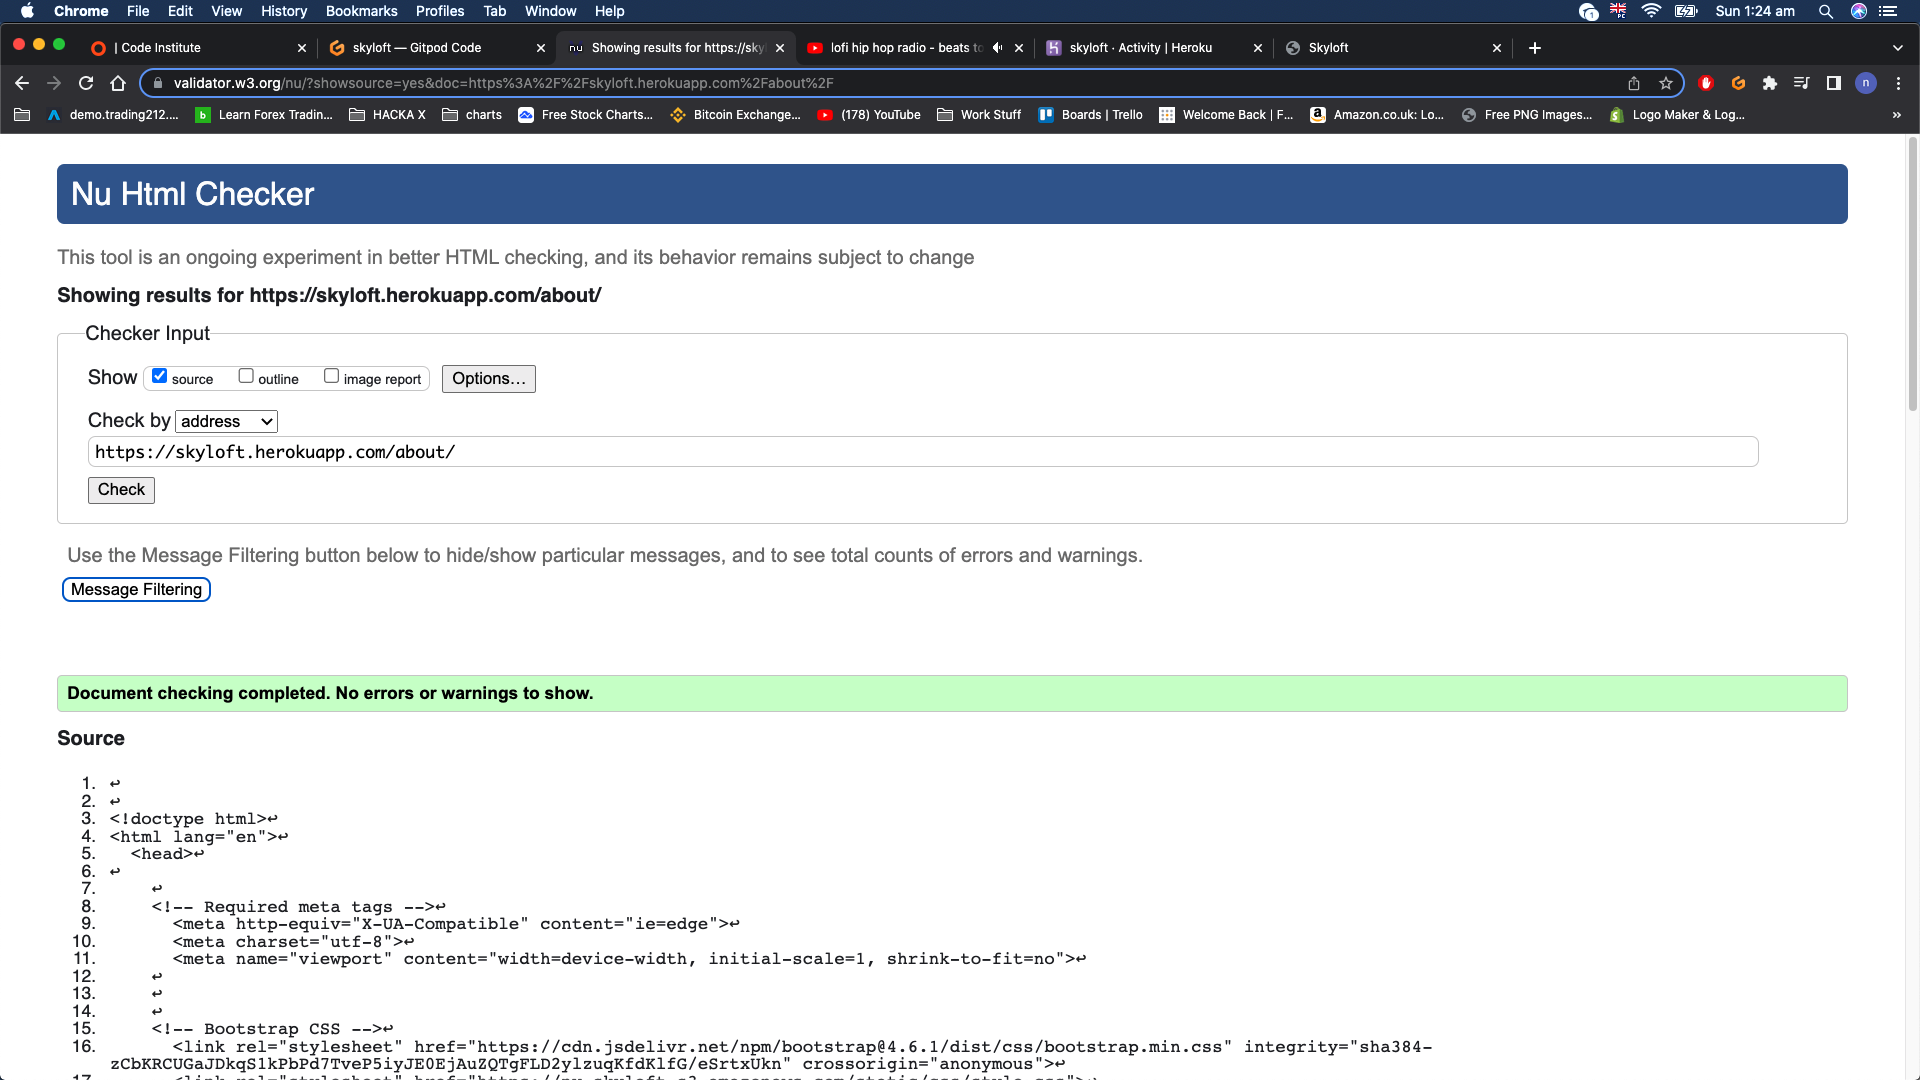 Chrome File Edit View History Bookmarks Profiles Tab Window Help Sun 1:24 am
| Code Institute skyloft — Gitpod Code Showing results for https://sky lofi hip hop radio - beats to skyloft · Activity | Heroku Skyloft
validator.w3.org/nu/?showsource=yes&doc=https%3A%2F%2Fskyloft.herokuapp.com%2Fabout%2F
demo.trading212.... Learn Forex Tradin... HACKA X charts Free Stock Charts... Bitcoin Exchange... (178) YouTube Work Stuff Boards | Trello Welcome Back | F... Amazon.co.uk: Lo... Free PNG Images... Logo Maker & Log... »
Nu Html Checker
This tool is an ongoing experiment in better HTML checking, and its behavior remains subject to change
Showing results for https://skyloft.herokuapp.com/about/
Checker Input
Show source outline image report Options...
Check by address
https://skyloft.herokuapp.com/about/
Check
Use the Message Filtering button below to hide/show particular messages, and to see total counts of errors and warnings.
Message Filtering
Document checking completed. No errors or warnings to show.
Source
1. ↩
2. ↩
3. <!doctype html>↩
4. <html lang="en">↩
5. <head>↩
6. ↩
7. ↩
8. <!-- Required meta tags -->↩
9. <meta http-equiv="X-UA-Compatible" content="ie=edge">↩
10. <meta charset="utf-8">↩
11. <meta name="viewport" content="width=device-width, initial-scale=1, shrink-to-fit=no">↩
12. ↩
13. ↩
14. ↩
15. <!-- Bootstrap CSS -->↩
16. <link rel="stylesheet" href="https://cdn.jsdelivr.net/npm/bootstrap@4.6.1/dist/css/bootstrap.min.css" integrity="sha384-
zCbKRCUGaJDkqS1kPbPd7TveP5iyJE0EjAuZQTgFLD2ylzuqKfdKlfG/eSrtxUkn" crossorigin="anonymous">↩